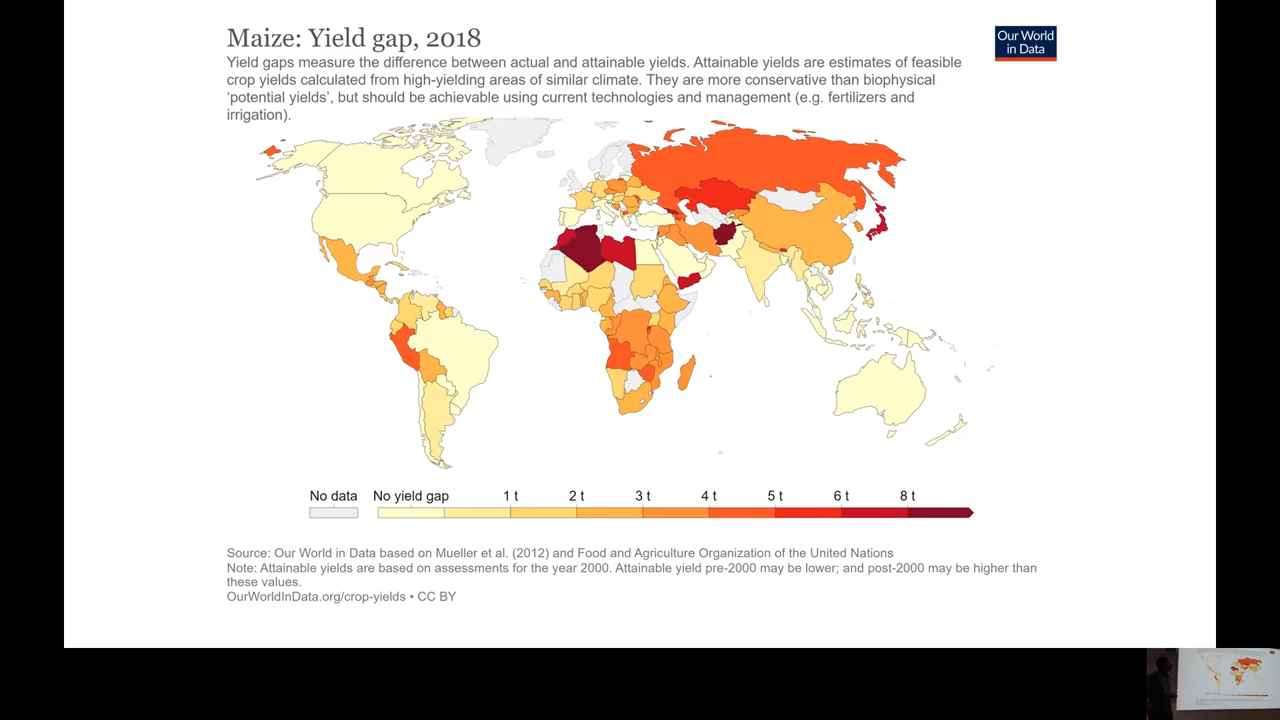 Maize: Yield gap, 2018
Our World
in Data
Yield gaps measure the difference between actual and attainable yields. Attainable yields are estimates of feasible
crop yields calculated from high-yielding areas of similar climate. They are more conservative than biophysical
‘potential yields’, but should be achievable using current technologies and management (e.g. fertilizers and
irrigation).
No data No yield gap 1 t 2 t 3 t 4 t 5 t 6 t 8 t
Source: Our World in Data based on Mueller et al. (2012) and Food and Agriculture Organization of the United Nations
Note: Attainable yields are based on assessments for the year 2000. Attainable yield pre-2000 may be lower; and post-2000 may be higher than
these values.
OurWorldInData.org/crop-yields • CC BY